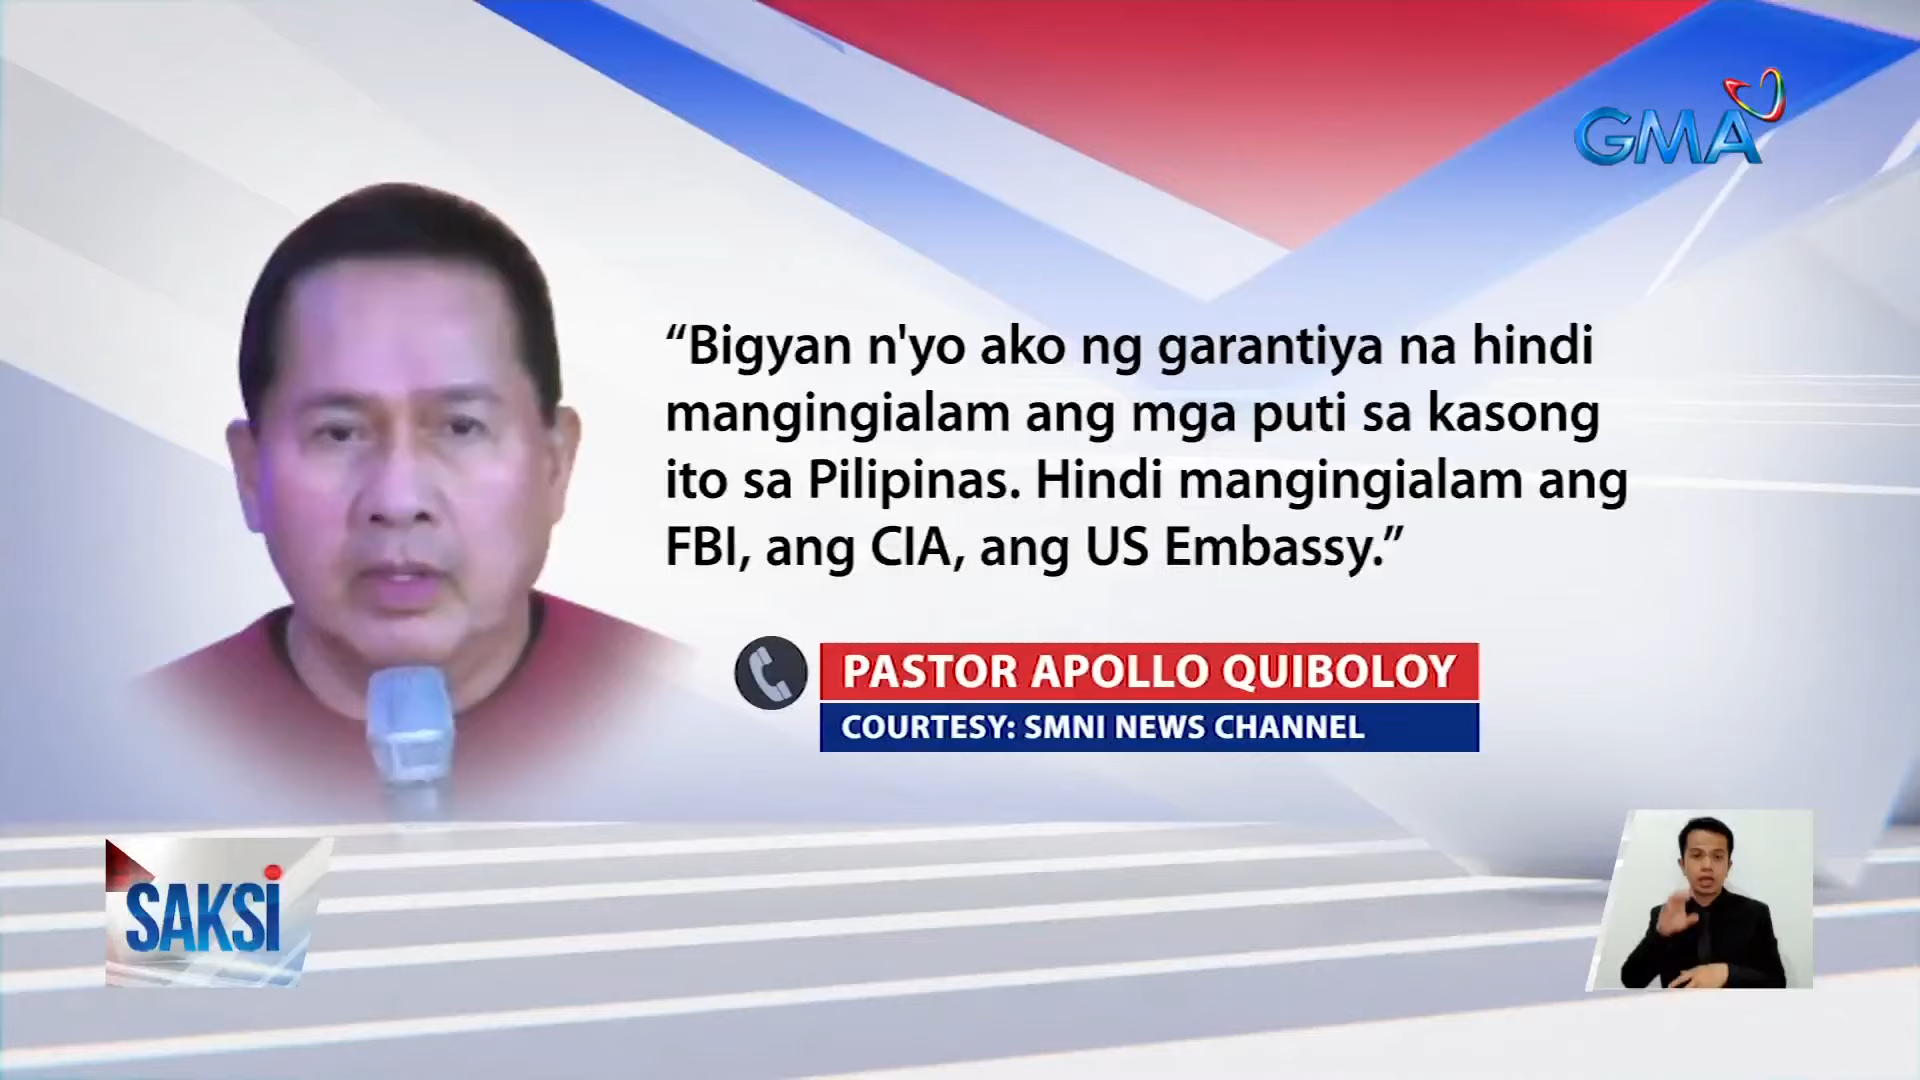 GMA
“Bigyan n'yo ako ng garantiya na hindi
mangingialam ang mga puti sa kasong
ito sa Pilipinas. Hindi mangingialam ang
FBI, ang CIA, ang US Embassy.”
PASTOR APOLLO QUIBOLOY
COURTESY: SMNI NEWS CHANNEL
SAKSI